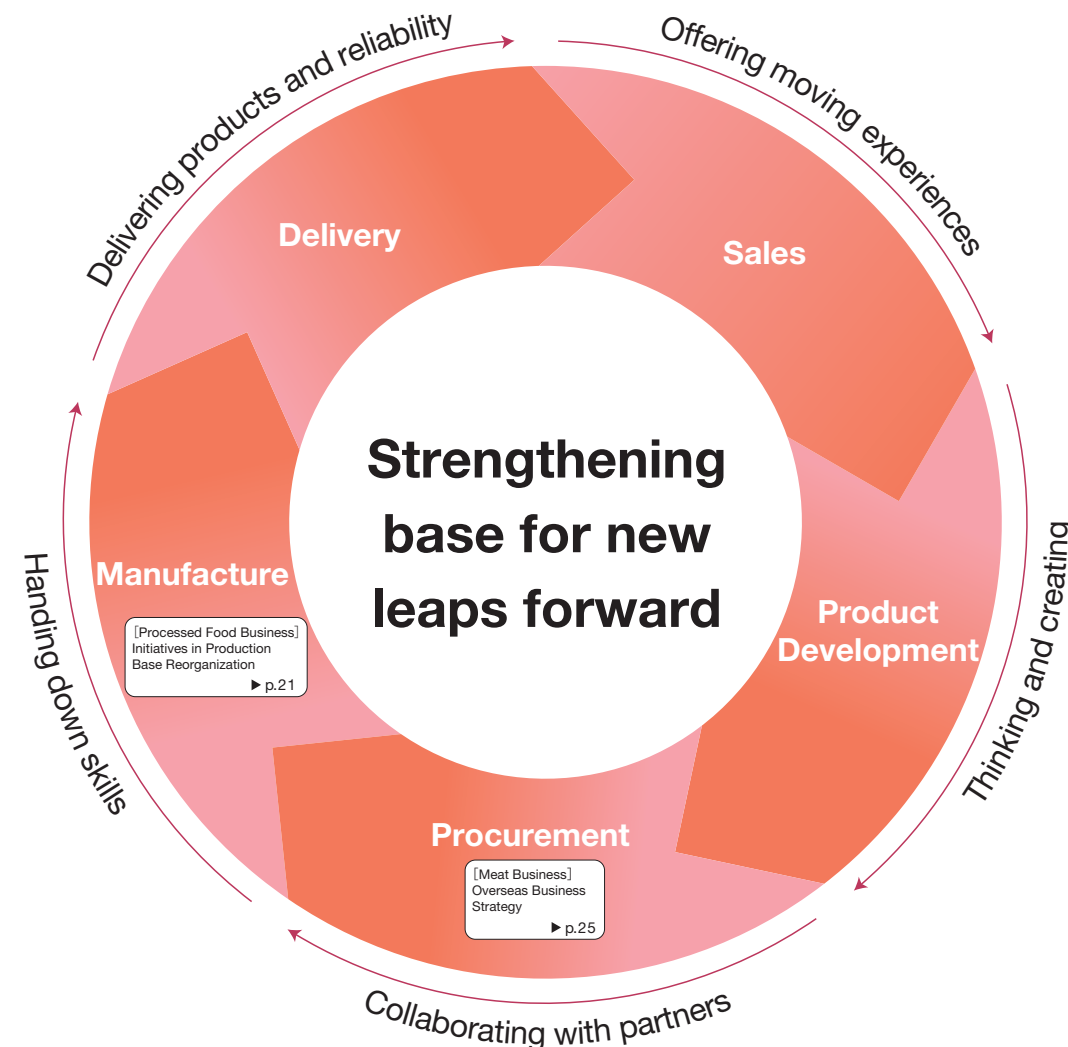 Delivering products and reliability
Offering moving experiences
Delivery
Sales
Strengthening
base for new
leaps forward
Manufacture
[Processed Food Business]
Initiatives in Production
Base Reorganization
▶ p.21
Product
Development
Handing down skills
Thinking and creating
Procurement
[Meat Business]
Overseas Business
Strategy
▶ p.25
Collaborating with partners